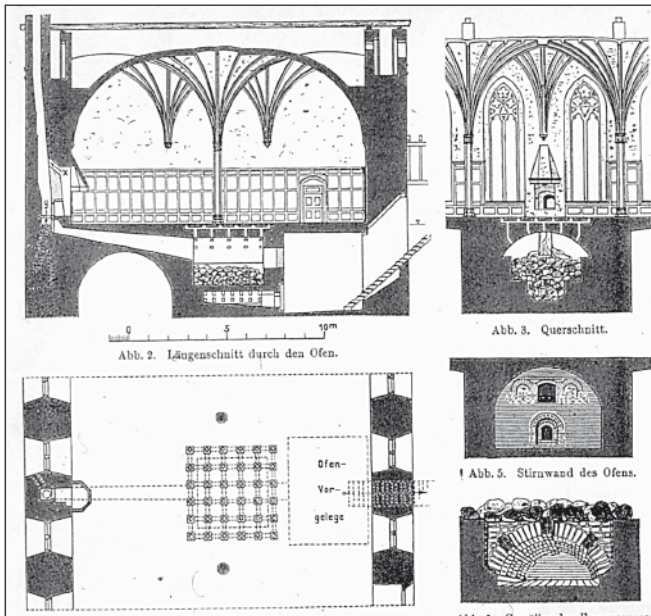 0 5 10m
Abb. 2. Längenschnitt durch den Ofen.
Abb. 3. Querschnitt.
Abb. 5. Stirnwand des Ofens.
Ofen-
Vor-
gelege